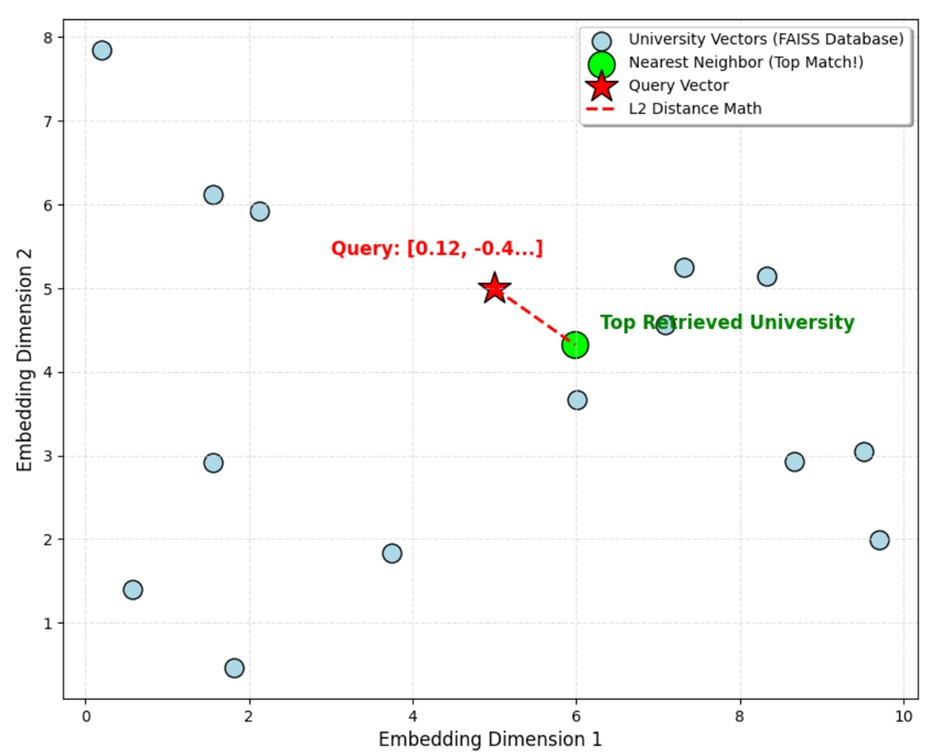 University Vectors (FAISS Database)
Nearest Neighbor (Top Match!)
Query Vector
L2 Distance Math
Query: [0.12, -0.4...]
Top Retrieved University
Embedding Dimension 2
8
7
6
5
4
3
2
1
0 2 4 6 8 10
Embedding Dimension 1